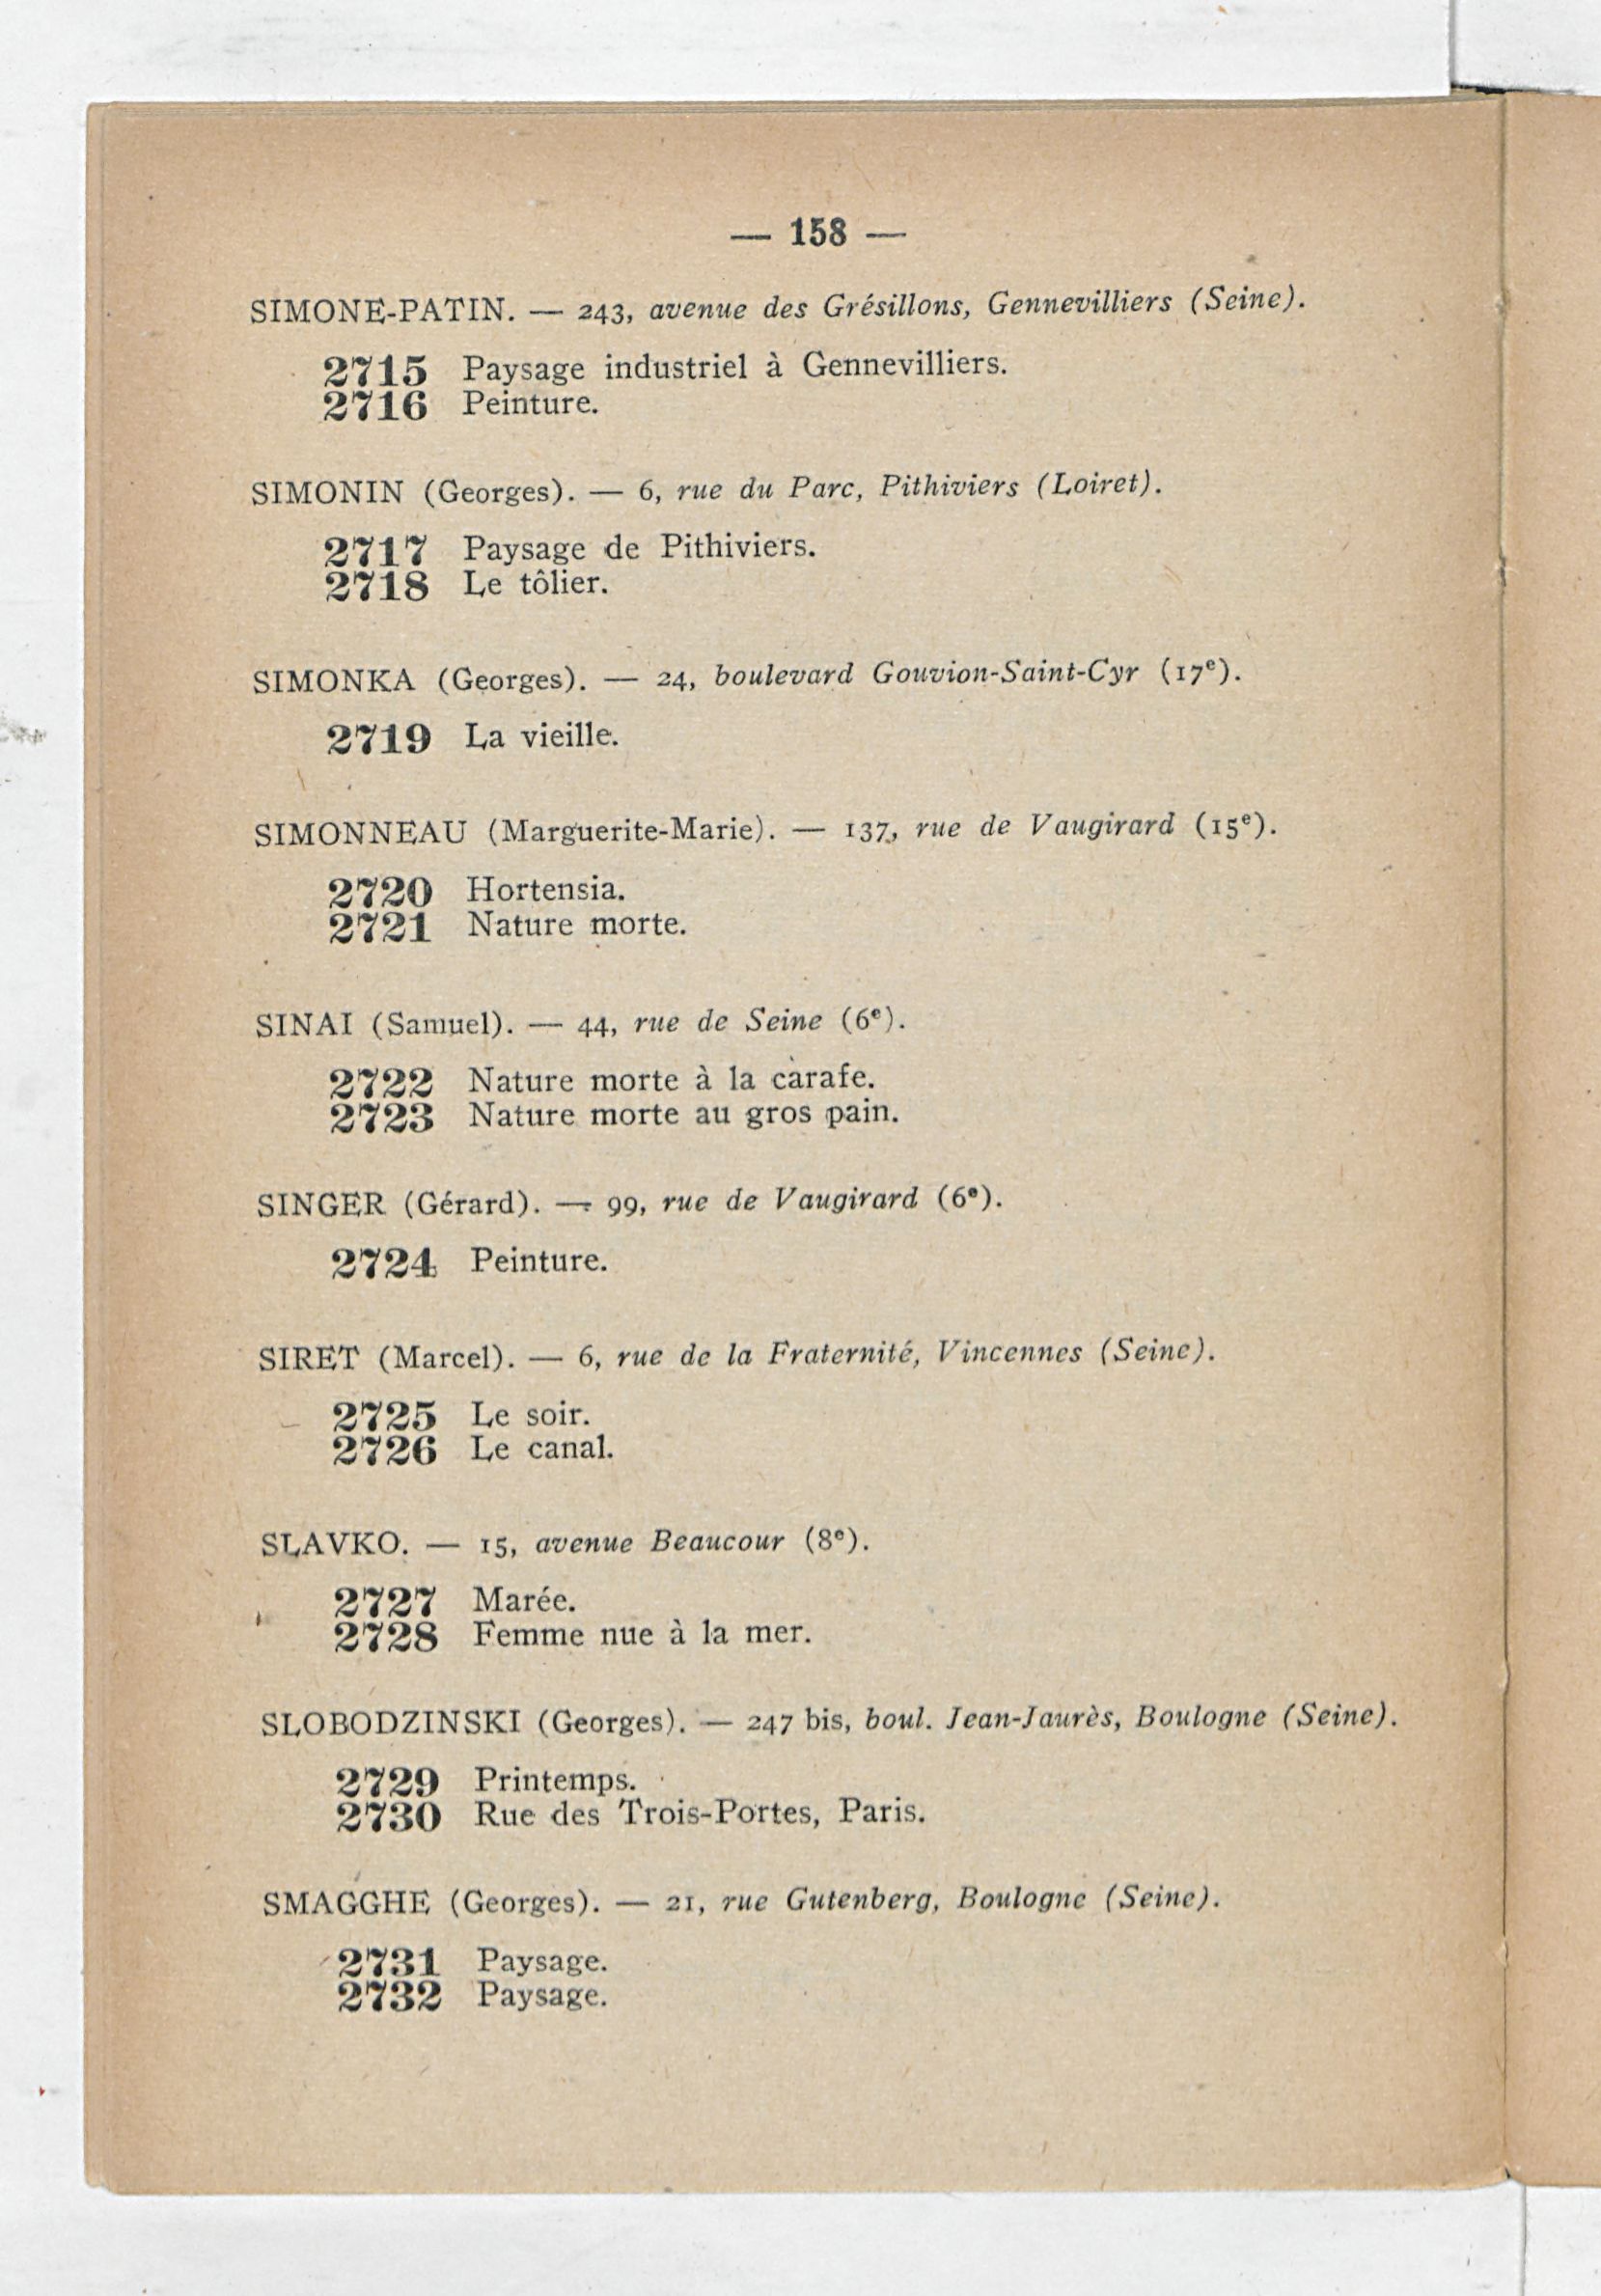 — 158 —
SIMONE-PATIN. — 243, avenue des Grésillons, Gennevilliers (Seine).
2715 Paysage industriel à Gennevilliers.
2716 Peinture.
SIMONIN (Georges). — 6, rue du Parc, Pithiviers (Loiret).
2717 Paysage de Pithiviers.
2718 Le tôlier.
SIMONKA (Georges). — 24, boulevard Gouvion-Saint-Cyr (17e).
2719 La vieille.
SIMONNEAU (Marguerite-Marie). — 137, rue de Vaugirard (15e).
2720 Hortensia.
2721 Nature morte.
SINAI (Samuel). — 44, rue de Seine (6e).
2722 Nature morte à la carafe.
2723 Nature morte au gros pain.
SINGER (Gérard). — 99, rue de Vaugirard (6e).
2724 Peinture.
SIRET (Marcel). — 6, rue de la Fraternité, Vincennes (Seine).
2725 Le soir.
2726 Le canal.
SLAVKO. — 15, avenue Beaucour (8e).
2727 Marée.
2728 Femme nue à la mer.
SLOBODZINSKI (Georges). — 247 bis, boul. Jean-Jaurès, Boulogne (Seine).
2729 Printemps.
2730 Rue des Trois-Portes, Paris.
SMAGGHE (Georges). — 21, rue Gutenberg, Boulogne (Seine).
2731 Paysage.
2732 Paysage.